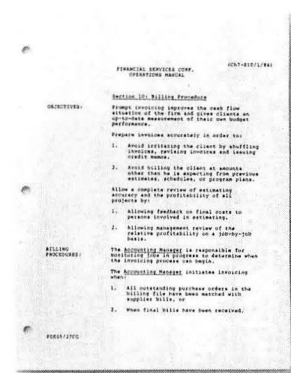 (Ch7-S10/1/84)
FINANCIAL SERVICES CORP.
OPERATIONS MANUAL
Section 10: Billing Procedure
OBJECTIVES: Prompt invoicing improves the cash flow
situation of the firm and gives clients an
up-to-date measurement of their own budget
performance.
Prepare invoices accurately in order to:
1. Avoid irritating the client by shuffling
invoices, revising invoices and issuing
credit memos.
2. Avoid billing the client at amounts
other than he is expecting from previous
estimates, schedules, or program plans.
Allow a complete review of estimating
accuracy and the profitability of all
projects by:
1. Allowing feedback on final costs to
persons involved in estimating.
2. Allowing management review of the
relative profitability on a job-by-job
basis.
BILLING PROCEDURES: The Accounting Manager is responsible for
monitoring jobs in progress to determine when
the invoicing process can begin.
The Accounting Manager initiates invoicing
when:
1. All outstanding purchase orders in the
billing file have been matched with
supplier bills, or
2. When final bills have been received.